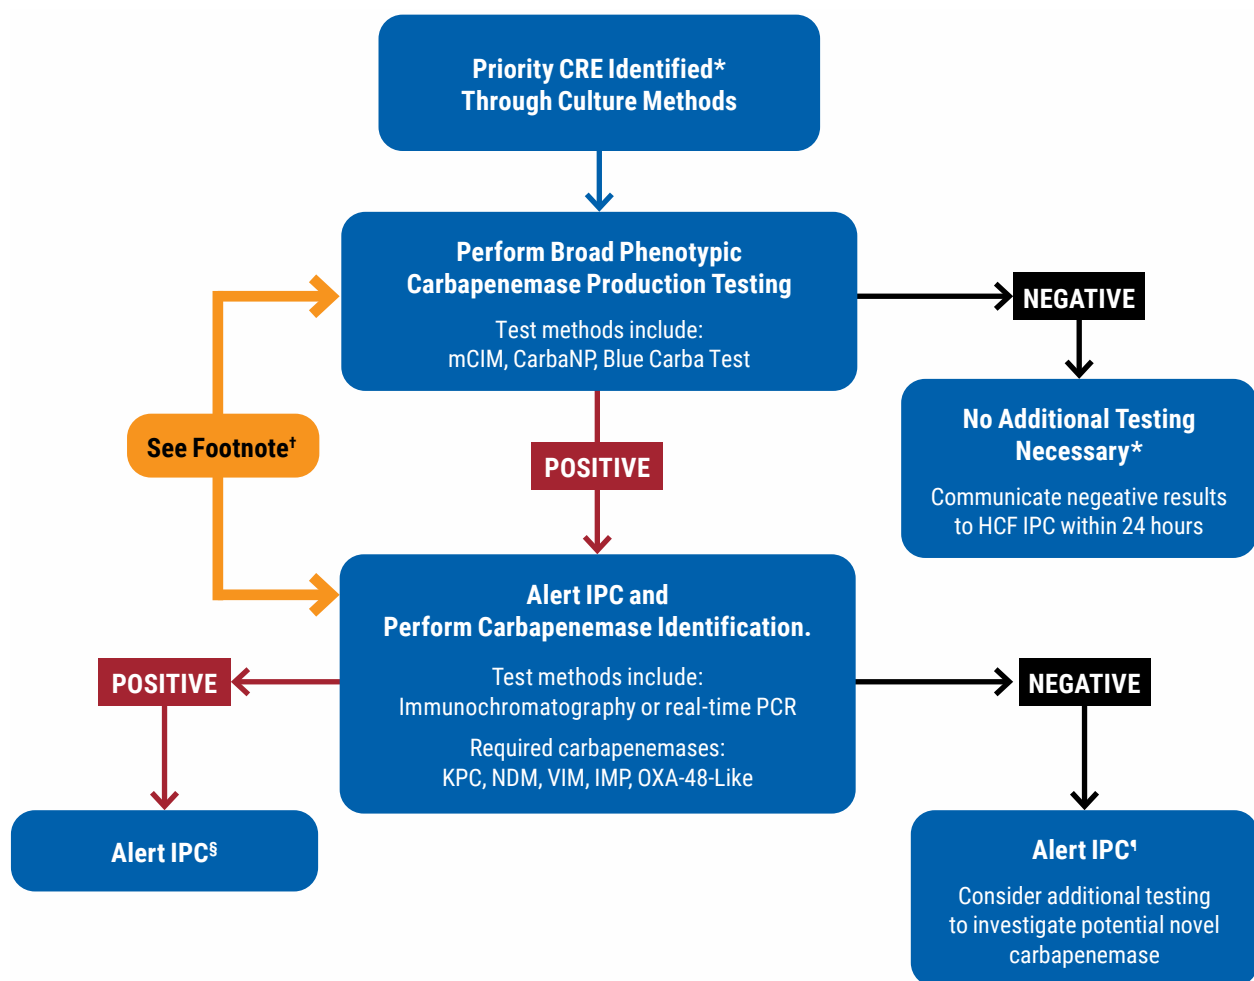 Priority CRE Identified*
Through Culture Methods
Perform Broad Phenotypic
Carbapenemase Production Testing
Test methods include:
mCIM, CarbaNP, Blue Carba Test
NEGATIVE
No Additional Testing
Necessary*
Communicate negeative results
to HCF IPC within 24 hours
See Footnote†
POSITIVE
Alert IPC and
Perform Carbapenemase Identification.
Test methods include:
Immunochromatography or real-time PCR
Required carbapenemases:
KPC, NDM, VIM, IMP, OXA-48-Like
POSITIVE
Alert IPC§
NEGATIVE
Alert IPC¶
Consider additional testing
to investigate potential novel
carbapenemase